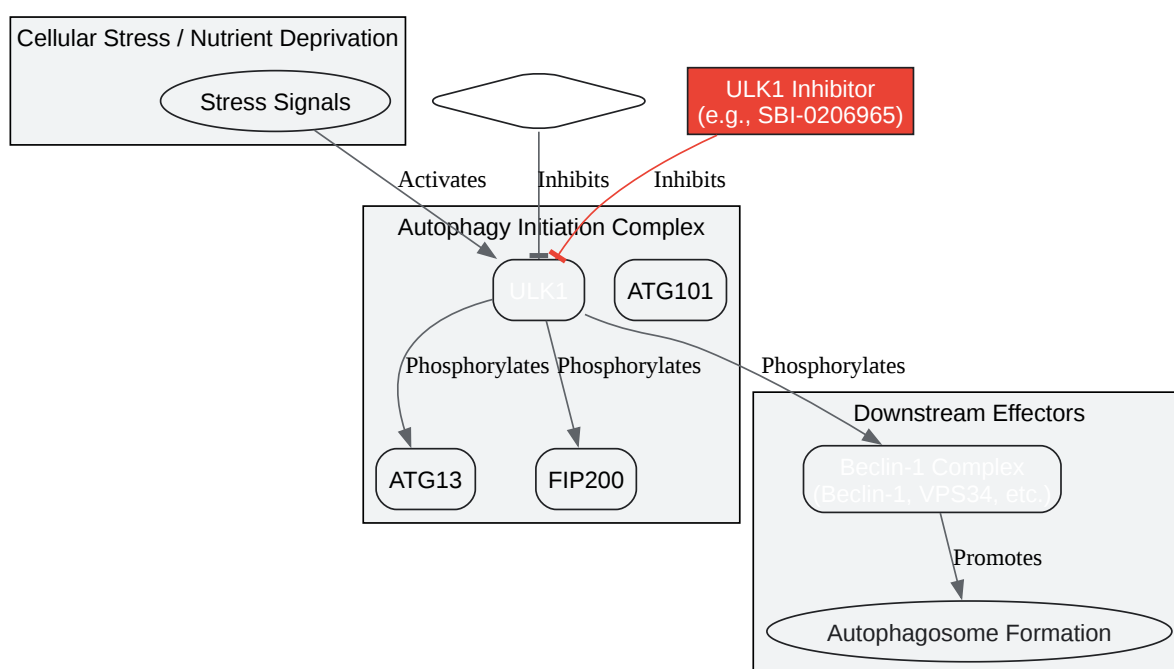 Cellular Stress / Nutrient Deprivation
Stress Signals
ULK1 Inhibitor
(e.g., SBI-0206965)
Activates
Inhibits
Inhibits
Autophagy Initiation Complex
ULK1
ATG101
Phosphorylates
Phosphorylates
Phosphorylates
Downstream Effectors
ATG13
FIP200
Beclin-1 Complex
(Beclin-1, VPS34, etc.)
Promotes
Autophagosome Formation